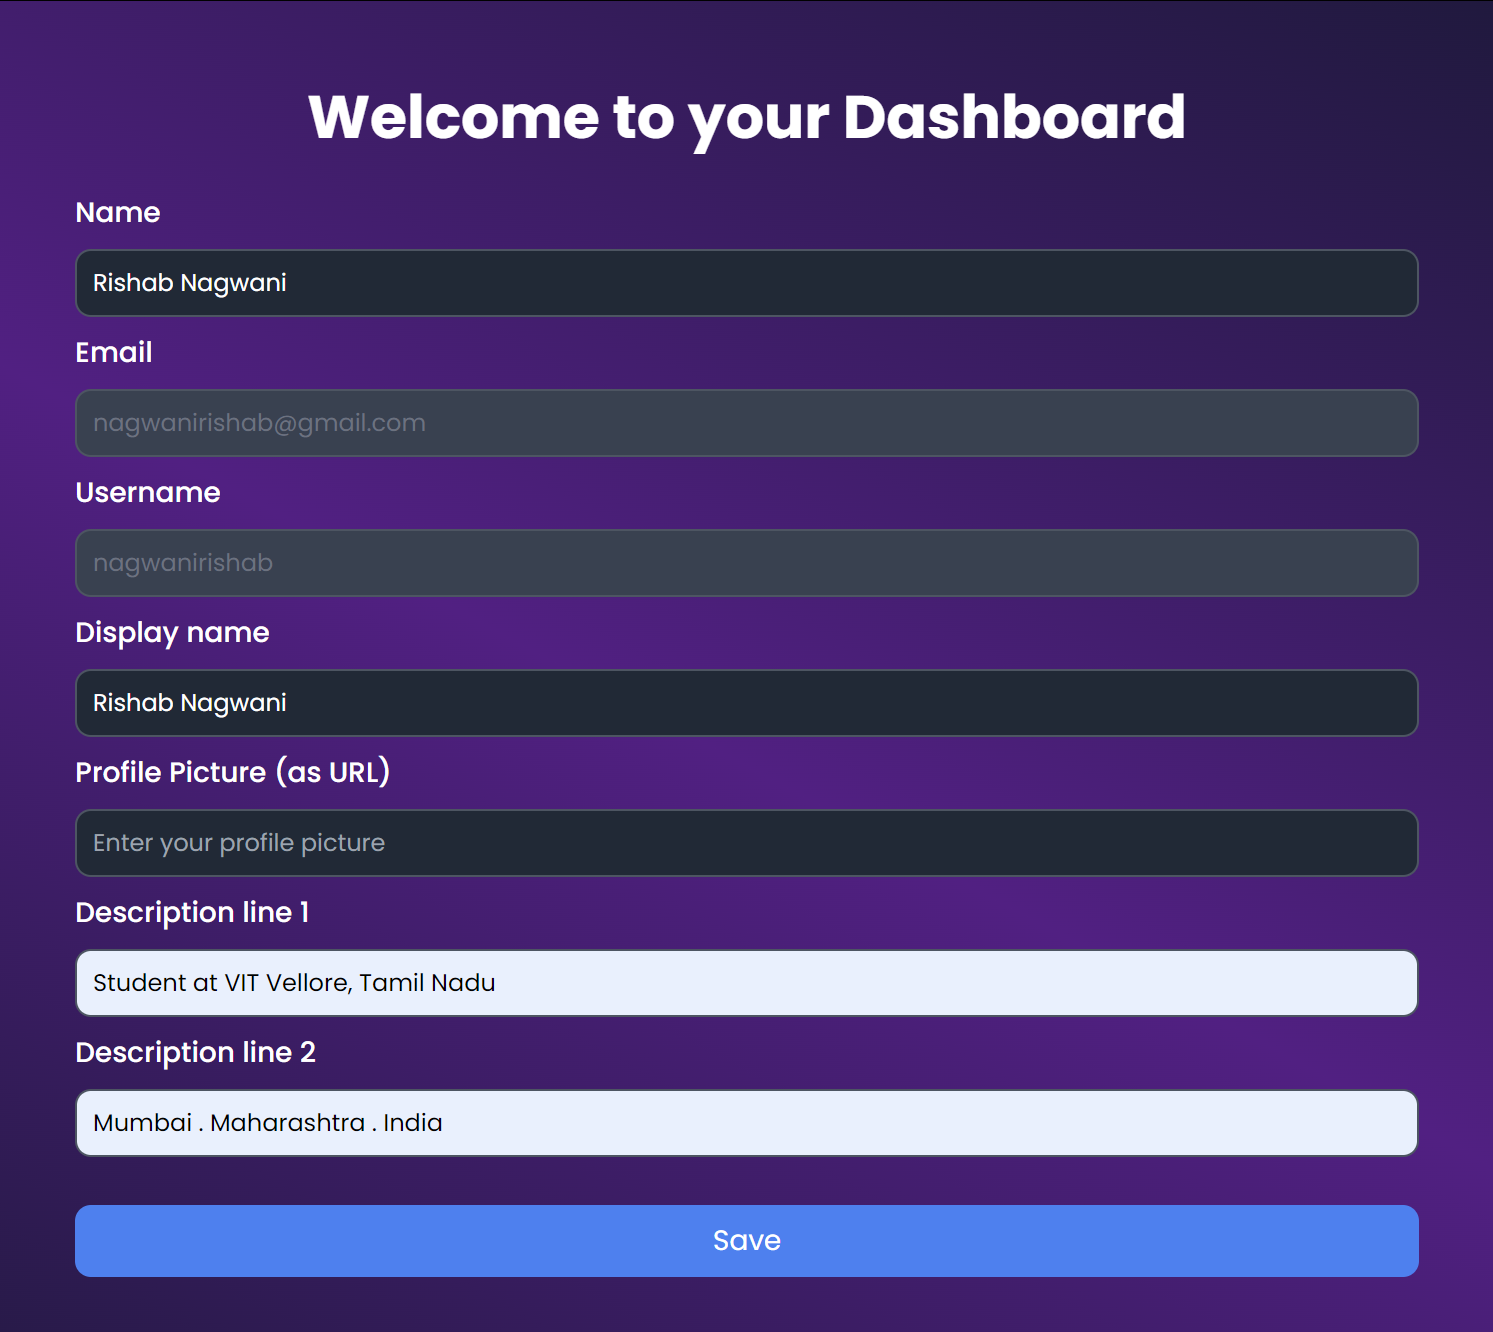 Welcome to your Dashboard
Name
Rishab Nagwani
Email
nagwanirishab@gmail.com
Username
nagwanirishab
Display name
Rishab Nagwani
Profile Picture (as URL)
Enter your profile picture
Description line 1
Student at VIT Vellore, Tamil Nadu
Description line 2
Mumbai . Maharashtra . India
Save